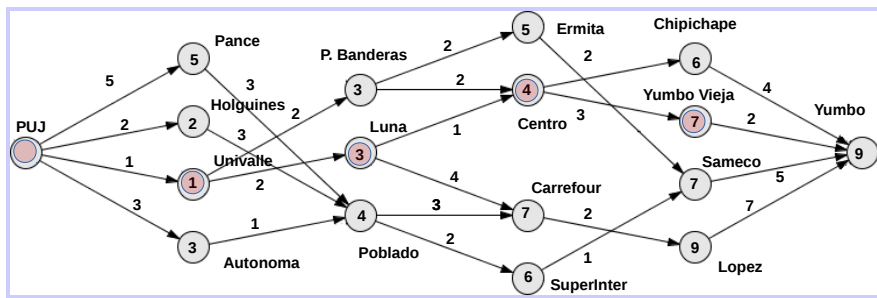 Ermita
Chipichape
Pance
P. Banderas
2
5
2
6
5
5
3
3
2
4
4
Yumbo Vieja
Yumbo
Holguines
PUJ
2
2
2
Luna
Centro
3
7
2
3
1
Univalle
1
1
2
3
9
Sameco
4
7
5
Carrefour
3
1
4
3
7
2
7
3
Autonoma
Poblado
2
1
9
Lopez
6
SuperInter